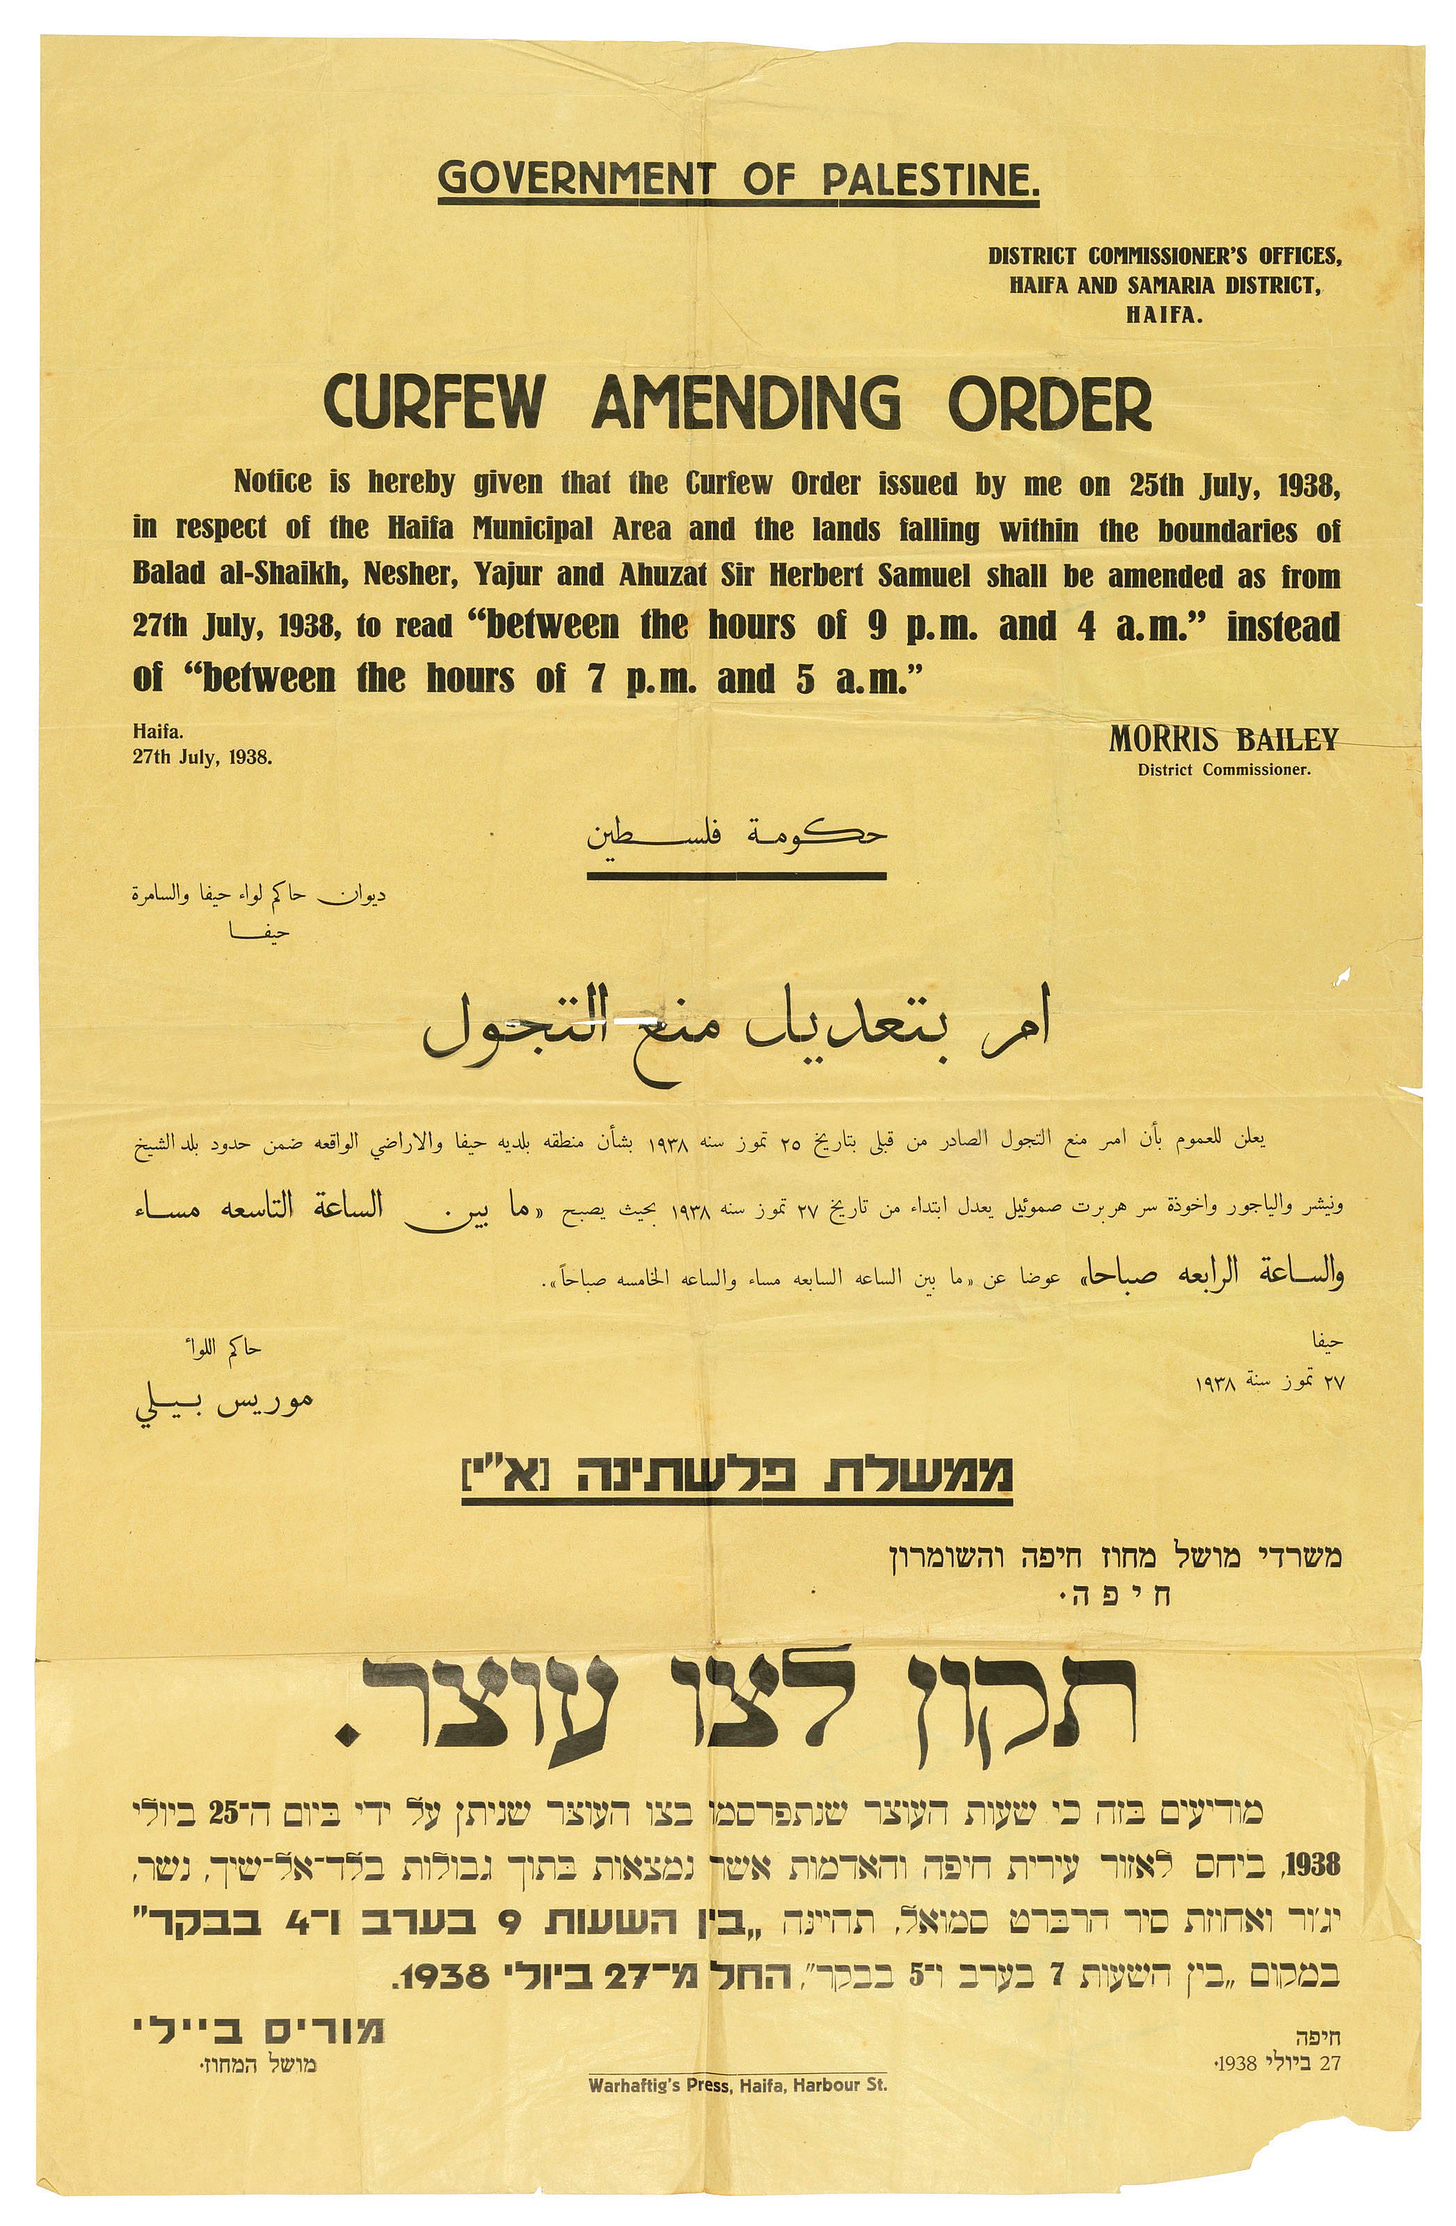 GOVERNMENT OF PALESTINE.
DISTRICT COMMISSIONER'S OFFICES,
HAIFA AND SAMARIA DISTRICT,
HAIFA.
CURFEW AMENDING ORDER
Notice is hereby given that the Curfew Order issued by me on 25th July, 1938,
in respect of the Haifa Municipal Area and the lands falling within the boundaries of
Balad al-Shaikh, Nesher, Yajur and Ahuzat Sir Herbert Samuel shall be amended as from
27th July, 1938, to read “between the hours of 9 p.m. and 4 a.m.” instead
of “between the hours of 7 p.m. and 5 a.m.”
Haifa.
27th July, 1938.
MORRIS BAILEY
District Commissioner.
حكومة فلسطين
ديوان حاكم لواء حيفا والسامرة
حيفا
امر بتعديل منع التجول
يعلن للعموم بأن امر منع التجول الصادر من قبلي بتاريخ ٢٥ تموز سنه ١٩٣٨ بشأن منطقه بلديه حيفا والاراضي الواقعه ضمن حدود بلد الشيخ
ونيشر والياجور واخوذة سر هربرت صموئيل يعدل ابتداء من تاريخ ٢٧ تموز سنه ١٩٣٨ بحيث يصبح «ما بين الساعة التاسعه مساء
والساعة الرابعه صباحا» عوضا عن «ما بين الساعه السابعه مساء والساعه الخامسه صباحاً».
حيفا
٢٧ تموز سنة ١٩٣٨
حاكم اللواٴ
موريس بيلي
ממשלת פלשתינה [א"י]
משרדי מושל מחוז חיפה והשומרון
חיפה.
תקון לצו עוצר.
מודיעים בזה כי שעות העוצר שנתפרסמו בצו העוצר שניתן על ידי ביום ה־25 ביולי
1938, ביחס לאזור עירית חיפה והאדמות אשר נמצאות בתוך גבולות בלד־אל־שיך, נשר,
יג'ור ואחוזת סיר הרברט סמואל, תהיינה „בין השעות 9 בערב ו־4 בבקר"
במקום „בין השעות 7 בערב ו־5 בבקר", החל מ־27 ביולי 1938.
חיפה
27 ביולי 1938.
מוריס ביילי
מושל המחוז.
Warhaftig's Press, Haifa, Harbour St.